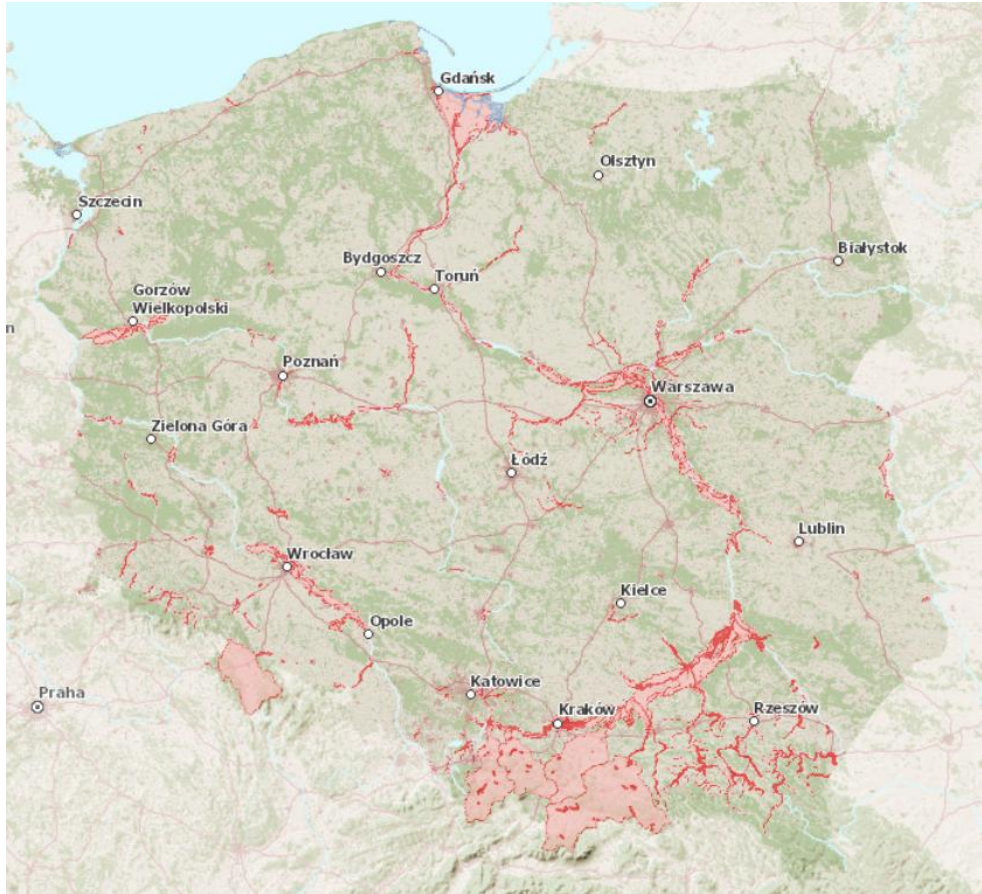 Gdańsk
Olsztyn
Szczecin
Białystok
Bydgoszcz
Toruń
Gorzów
Wielkopolski
n
Poznań
Warszawa
Zielona Góra
Łódź
Lublin
Wrocław
Kielce
Opole
Katowice
Praha
Kraków
Rzeszów